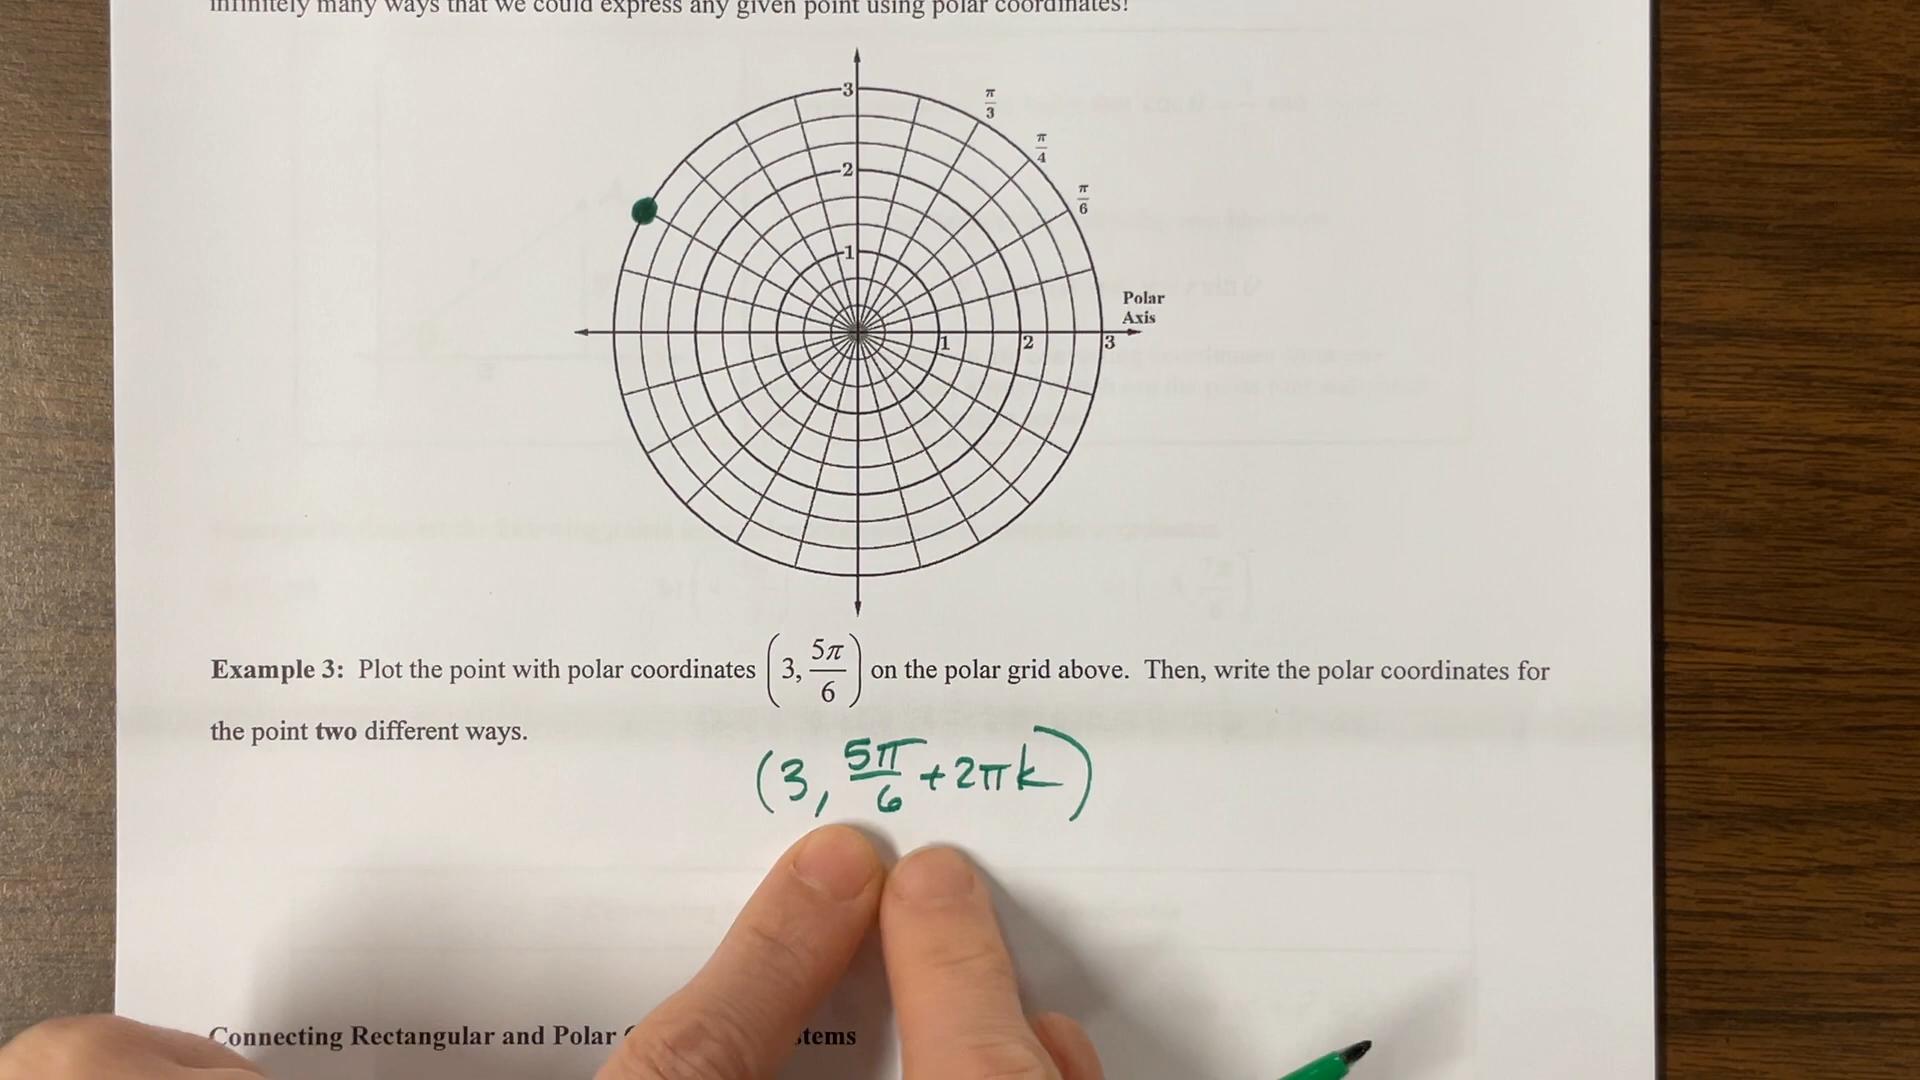 infinitely many ways that we could express any given point using polar coordinates!
3
π/3
π/4
2
π/6
1
Polar
Axis
1 2 3
Example 3: Plot the point with polar coordinates (3, 5π/6) on the polar grid above. Then, write the polar coordinates for
the point two different ways.
(3, 5π/6 + 2πk)
Connecting Rectangular and Polar